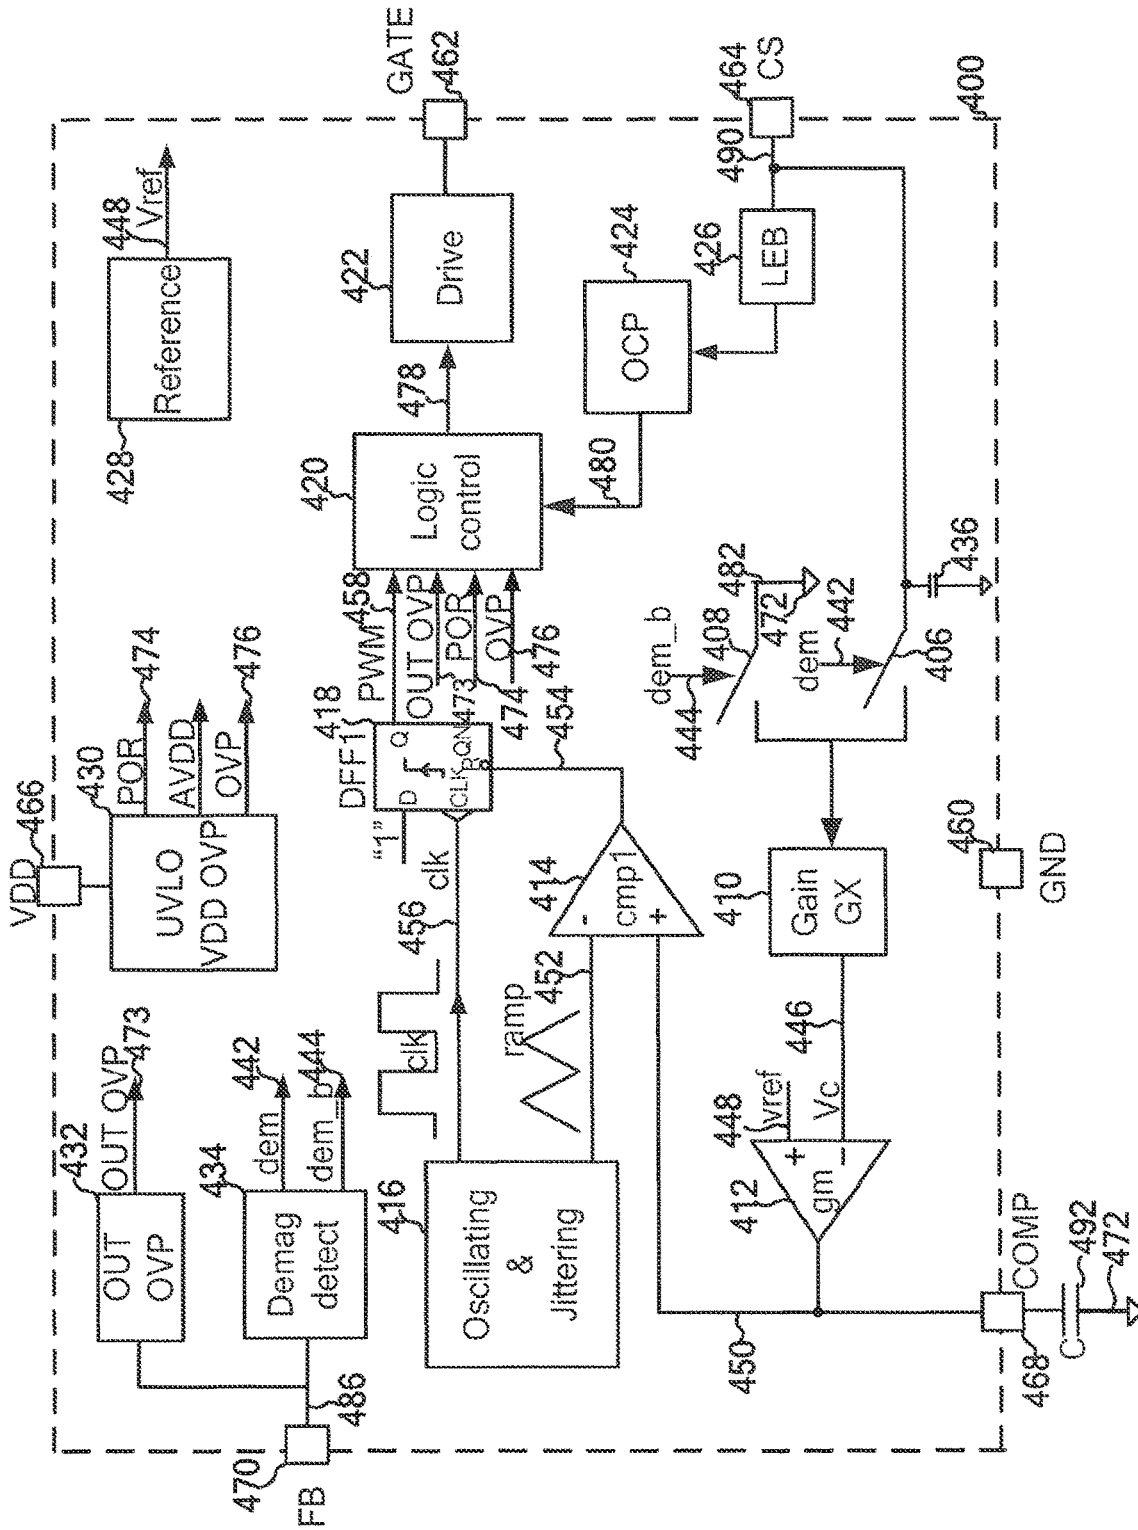 VDD
466
GATE
462
CS
464
490
400
FB
470
486
OUT
OVP
432
OUT OVP
473
Demag
detect
434
dem
442
dem_b
444
UVLO
VDD OVP
430
POR
474
AVDD
OVP
476
Reference
428
448
Vref
Oscillating
&
Jittering
416
clk
456
clk
ramp
452
DFF1
418
"1"
D
Q
CLK
QN
R
PWM
458
OUT OVP
473
POR
474
OVP
476
454
Logic
control
420
478
Drive
422
OCP
424
480
LEB
426
cmp1
-
+
414
dem_b
444
408
482
472
dem
442
406
436
Gain
GX
410
446
Vc
448
vref
+
-
gm
412
450
COMP
468
C
492
472
GND
460